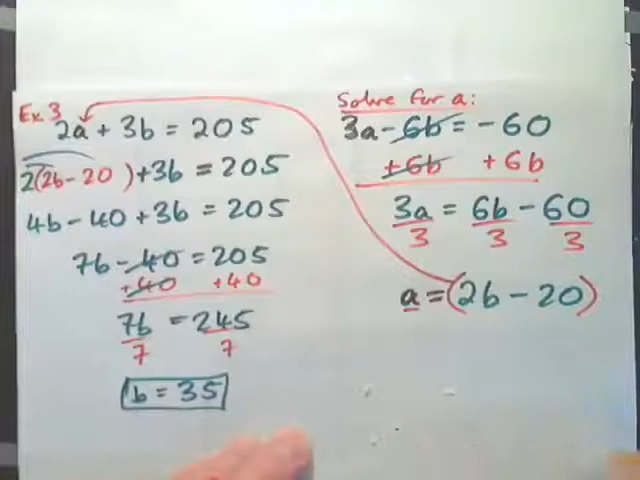 Ex. 3
2a + 3b = 205
2(2b - 20) + 3b = 205
4b - 40 + 3b = 205
7b - 40 = 205
+40 +40
7b = 245
7 7
b = 35
Solve for a:
3a - 6b = -60
+6b +6b
3a = 6b - 60
3 3 3
a = (2b - 20)